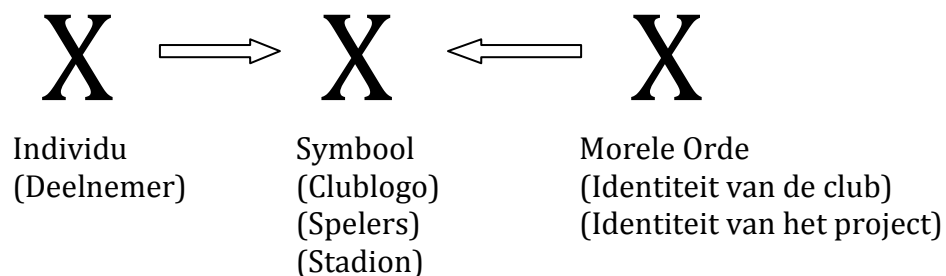 X X X
Individu Symbool Morele Orde
(Deelnemer) (Clublogo) (Identiteit van de club)
(Spelers) (Identiteit van het project)
(Stadion)